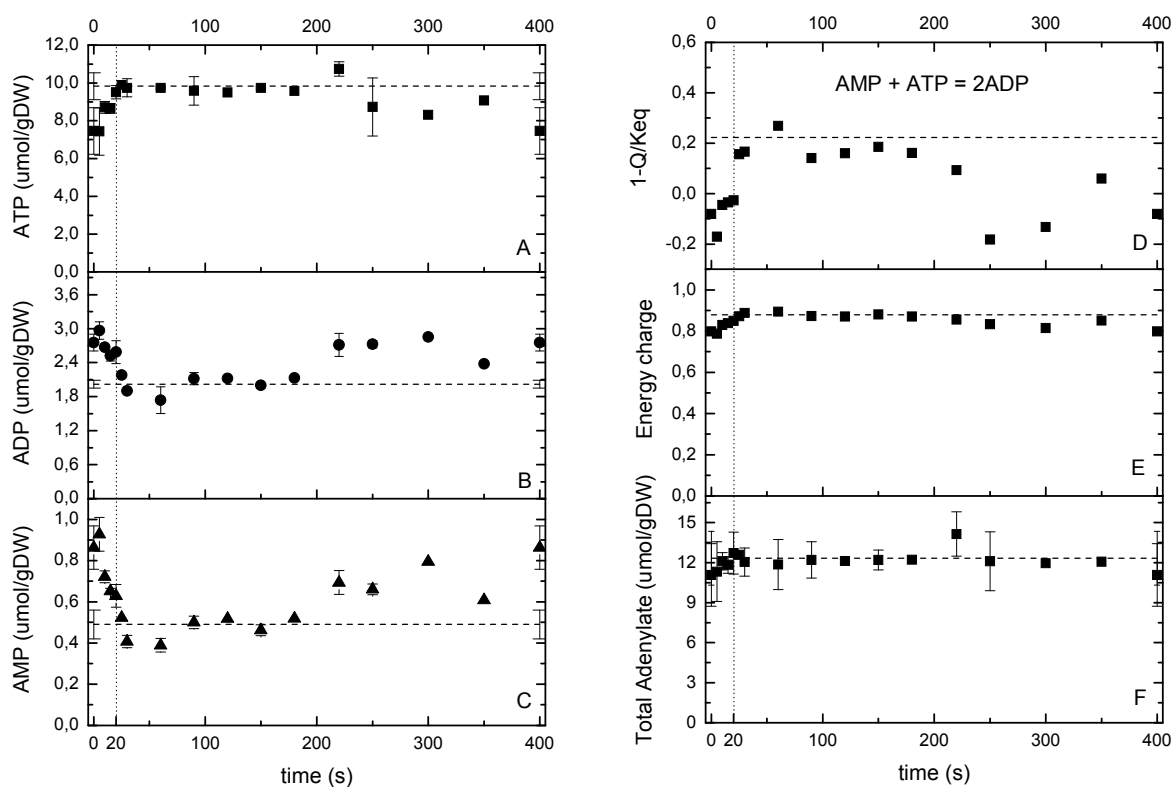 0 100 200 300 400
12,0
10,0
8,0
6,0
4,0
2,0
0,0
ATP (umol/gDW)
A
3,6
3,0
2,4
1,8
1,2
0,6
0,0
ADP (umol/gDW)
B
1,0
0,8
0,6
0,4
0,2
0,0
AMP (umol/gDW)
C
0 20 100 200 300 400
time (s)
0 100 200 300 400
0,6
0,4
0,2
0,0
-0,2
1-Q/Keq
AMP + ATP = 2ADP
D
1,0
0,8
0,6
0,4
0,2
0,0
Energy charge
E
15
12
9
6
3
0
Total Adenylate (umol/gDW)
F
0 20 100 200 300 400
time (s)